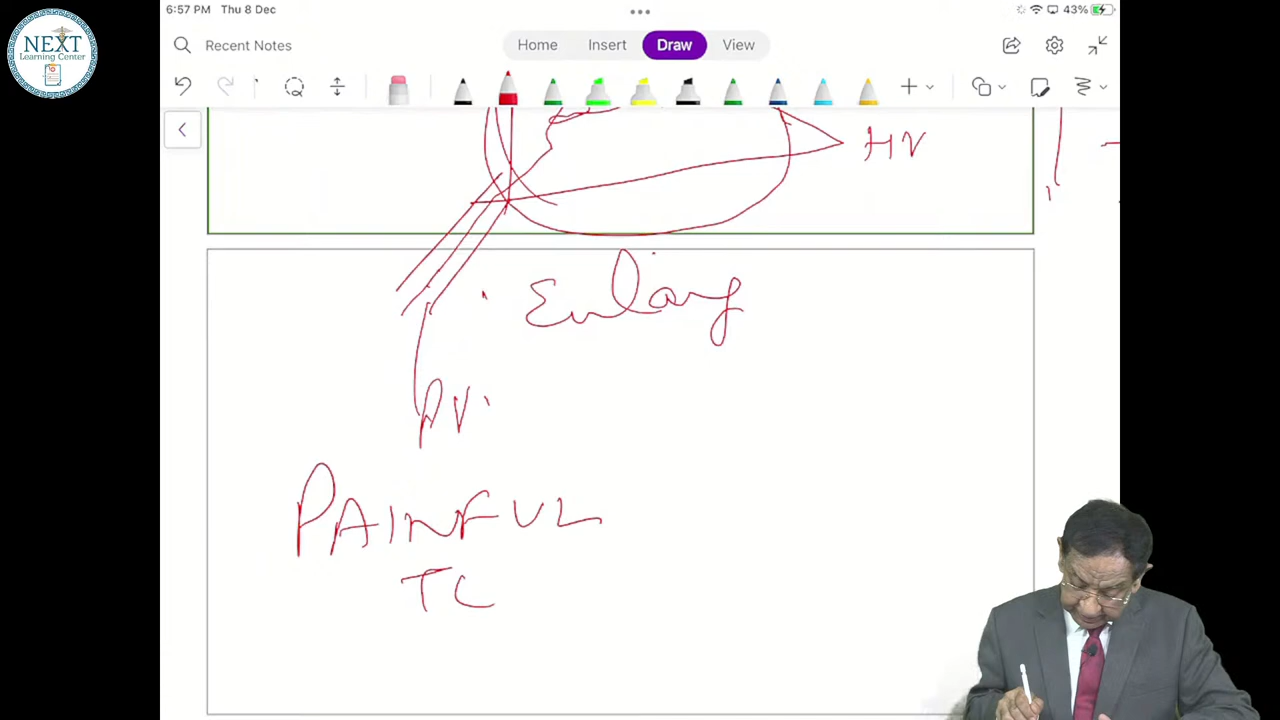 6:57 PM Thu 8 Dec
43%
NEXT
Learning Center
Recent Notes
Home Insert Draw View
HV
Enlarg
PV
PAINFUL
TC